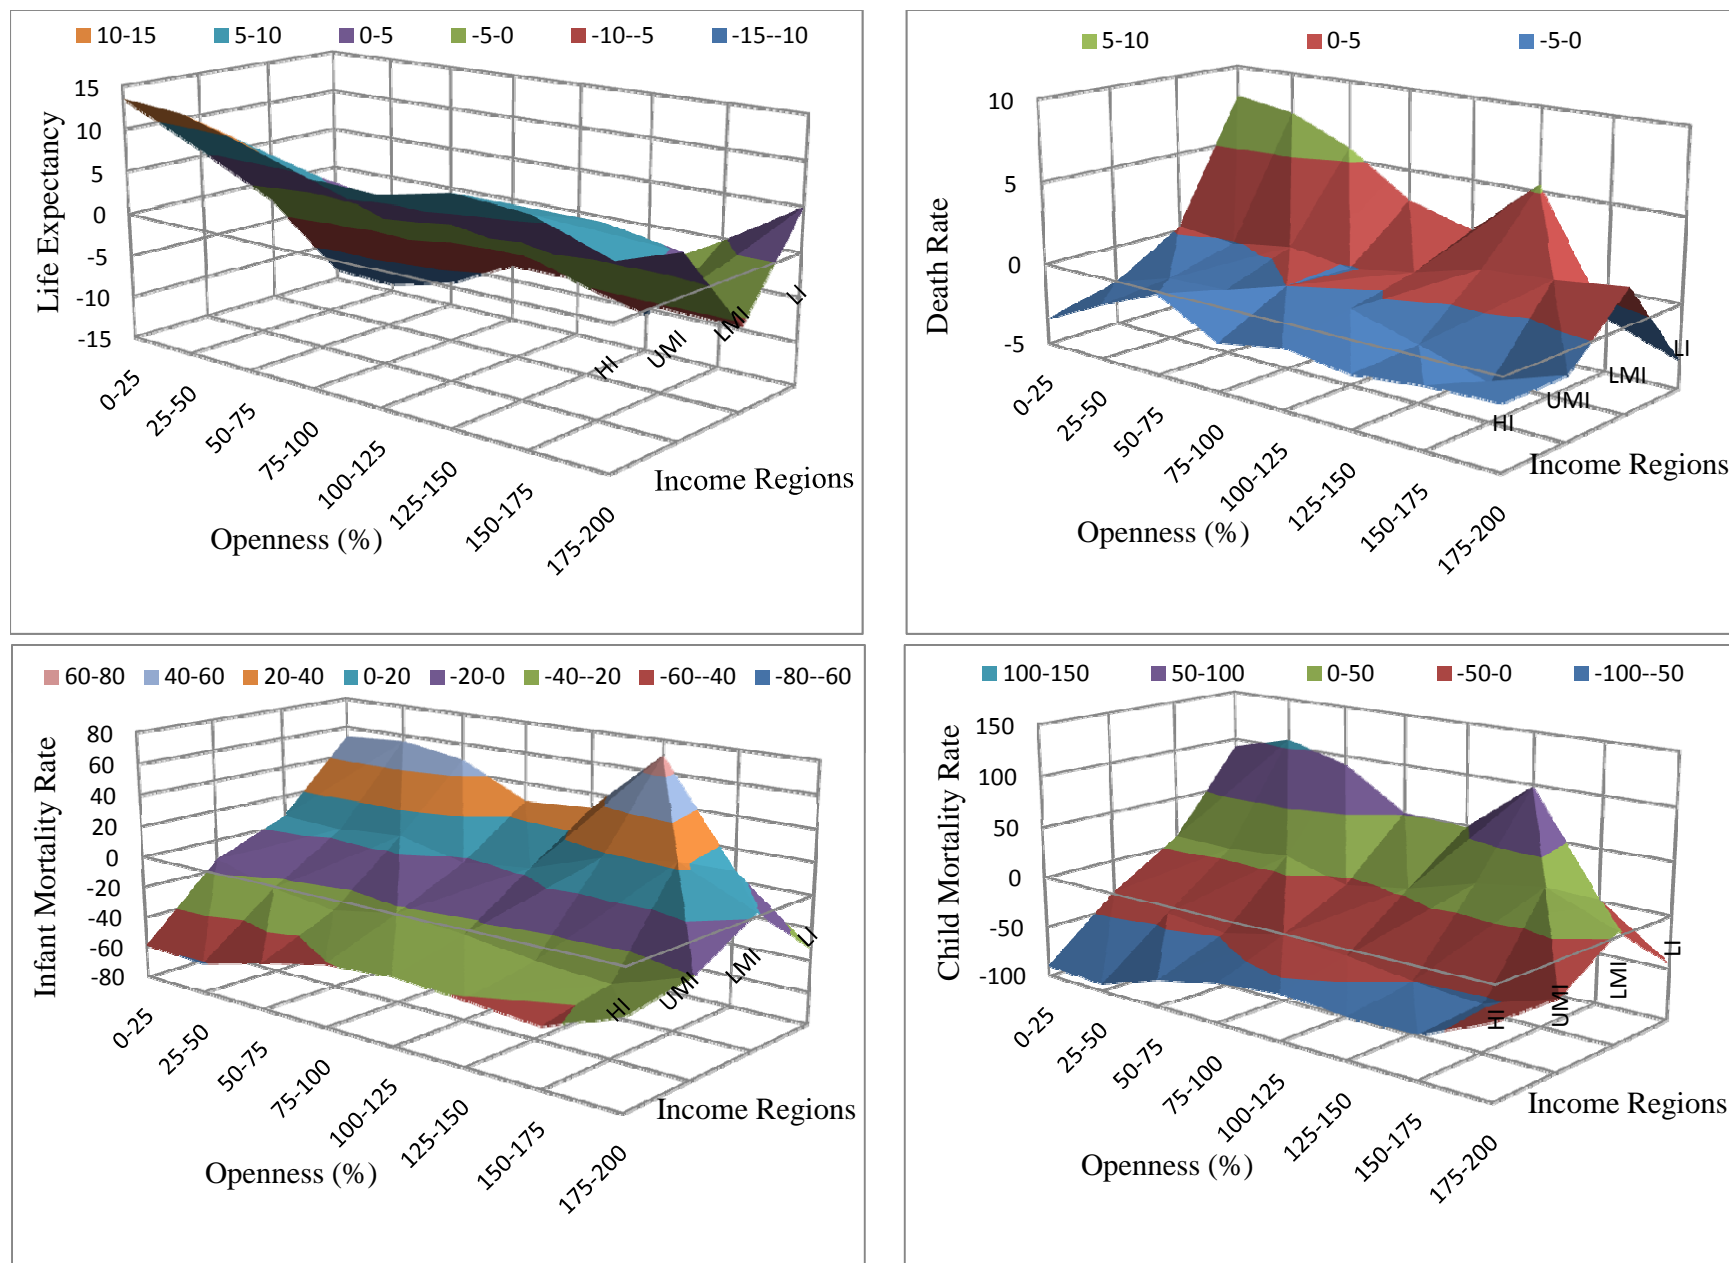 10-15 5-10 0-5 -5-0 -10--5 -15--10
Life Expectancy
15
10
5
0
-5
-10
-15
0-25
25-50
50-75
75-100
100-125
125-150
150-175
175-200
Openness (%)
HI
UMI
LMI
LI
Income Regions
5-10 0-5 -5-0
Death Rate
10
5
0
-5
0-25
25-50
50-75
75-100
100-125
125-150
150-175
175-200
Openness (%)
HI
UMI
LMI
LI
Income Regions
60-80 40-60 20-40 0-20 -20-0 -40--20 -60--40 -80--60
Infant Mortality Rate
80
60
40
20
0
-20
-40
-60
-80
0-25
25-50
50-75
75-100
100-125
125-150
150-175
175-200
Openness (%)
HI
UMI
LMI
LI
Income Regions
100-150 50-100 0-50 -50-0 -100--50
Child Mortality Rate
150
100
50
0
-50
-100
0-25
25-50
50-75
75-100
100-125
125-150
150-175
175-200
Openness (%)
HI
UMI
LMI
LI
Income Regions